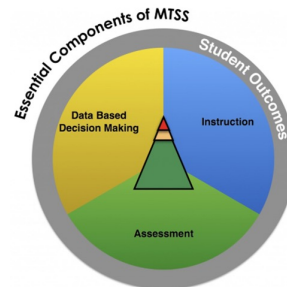 Essential Components of MTSS
Student Outcomes
Data Based
Decision Making
Instruction
Assessment